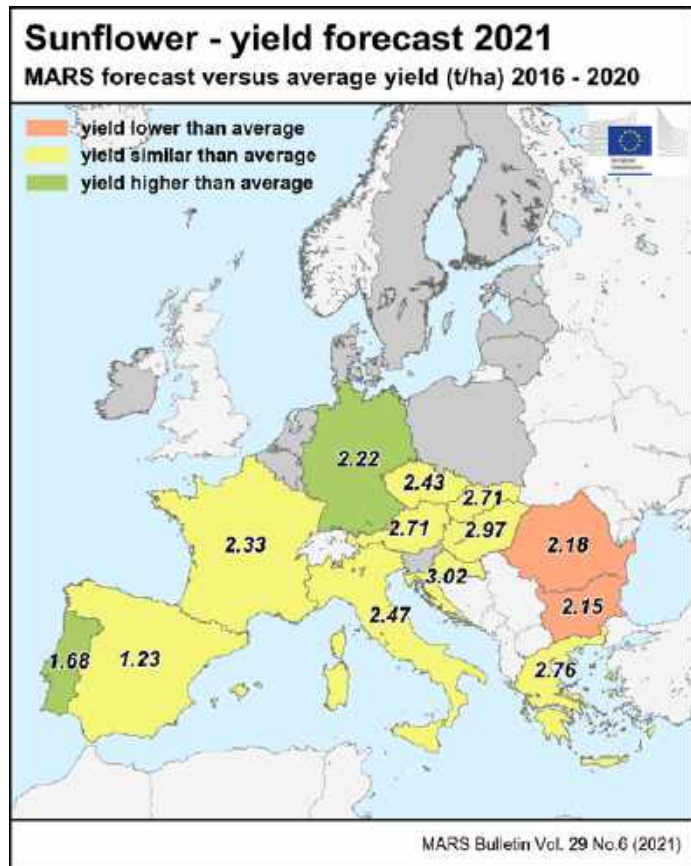 Sunflower - yield forecast 2021
MARS forecast versus average yield (t/ha) 2016 - 2020
yield lower than average
yield similar than average
yield higher than average
2.22
2.43
2.71
2.33
2.71
2.97
2.18
3.02
2.47
2.15
1.68
1.23
2.76
MARS Bulletin Vol. 29 No.6 (2021)